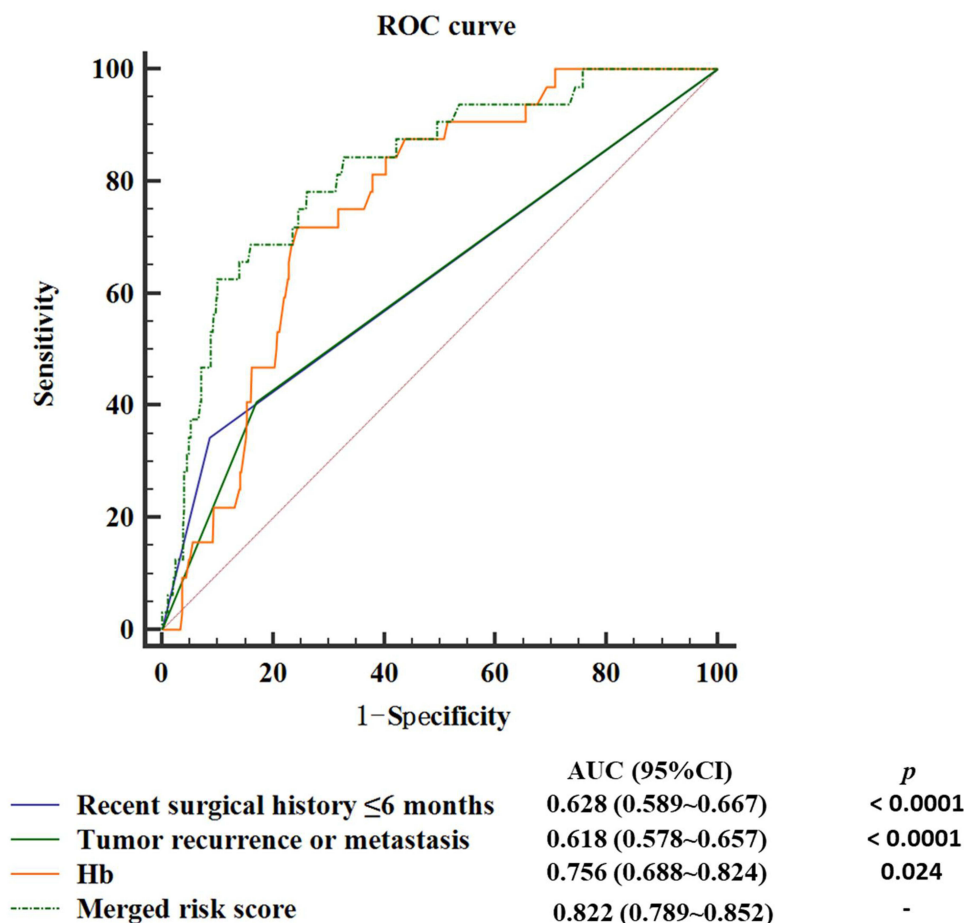 ROC curve
100
80
60
40
20
0
Sensitivity
0 20 40 60 80 100
1−Specificity
AUC (95%CI) p
Recent surgical history ≤6 months 0.628 (0.589~0.667) < 0.0001
Tumor recurrence or metastasis 0.618 (0.578~0.657) < 0.0001
Hb 0.756 (0.688~0.824) 0.024
Merged risk score 0.822 (0.789~0.852) -